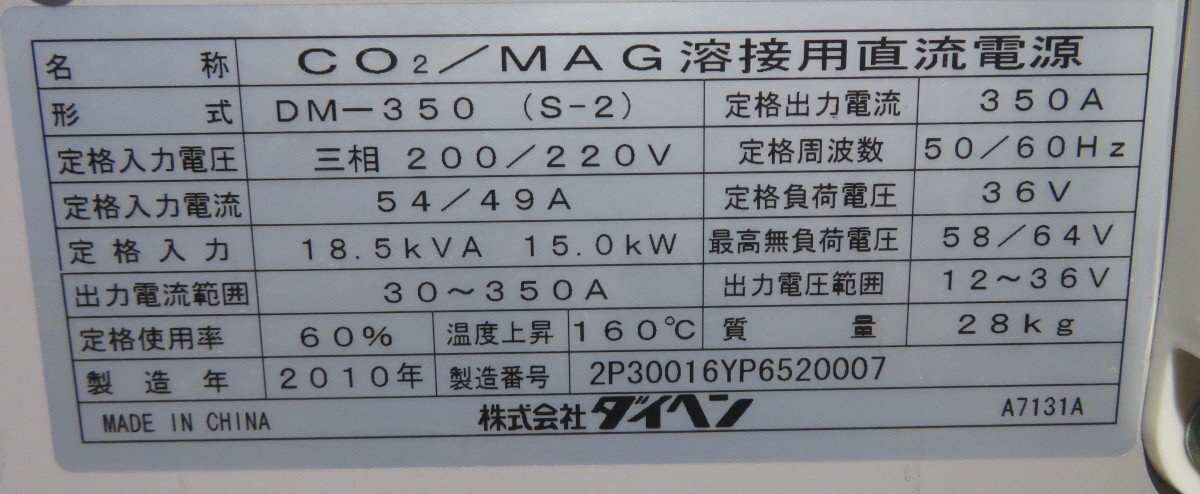 名称 CO₂/MAG溶接用直流電源
形式 DM-350 (S-2) 定格出力電流 350A
定格入力電圧 三相 200/220V 定格周波数 50/60Hz
定格入力電流 54/49A 定格負荷電圧 36V
定格入力 18.5kVA 15.0kW 最高無負荷電圧 58/64V
出力電流範囲 30〜350A 出力電圧範囲 12〜36V
定格使用率 60% 温度上昇 160℃ 質量 28kg
製造年 2010年 製造番号 2P30016YP6520007
MADE IN CHINA 株式会社ダイヘン A7131A